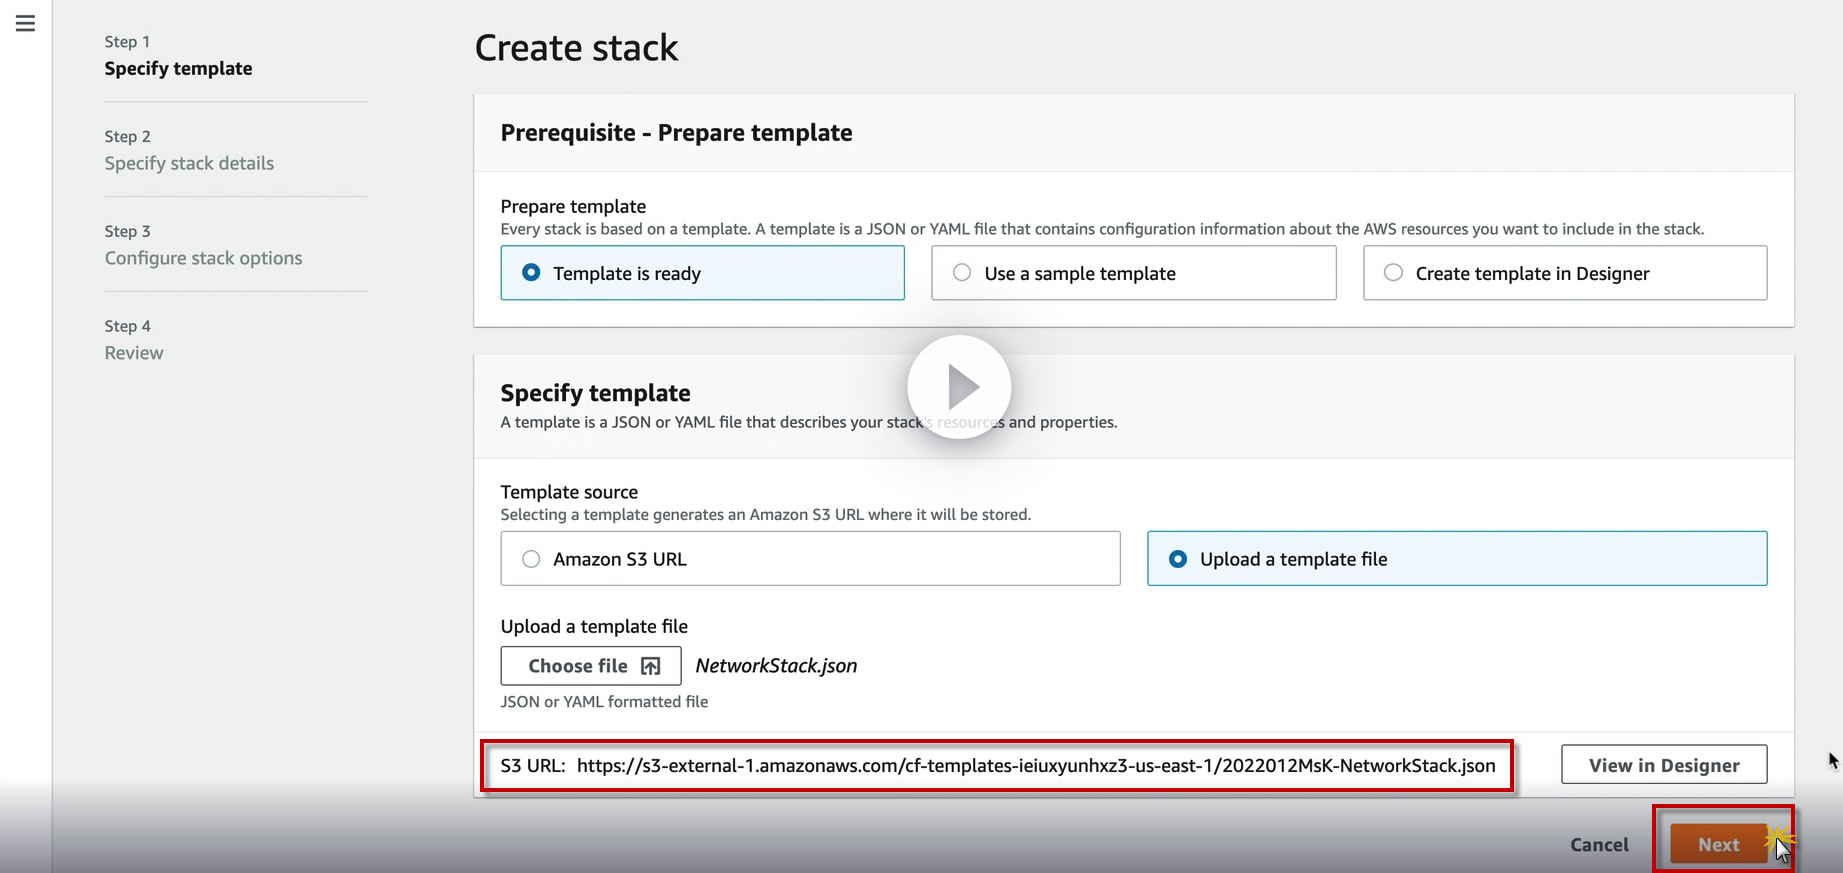 Step 1
Specify template
Step 2
Specify stack details
Step 3
Configure stack options
Step 4
Review
Create stack
Prerequisite - Prepare template
Prepare template
Every stack is based on a template. A template is a JSON or YAML file that contains configuration information about the AWS resources you want to include in the stack.
Template is ready
Use a sample template
Create template in Designer
Specify template
A template is a JSON or YAML file that describes your stack's resources and properties.
Template source
Selecting a template generates an Amazon S3 URL where it will be stored.
Amazon S3 URL
Upload a template file
Upload a template file
Choose file NetworkStack.json
JSON or YAML formatted file
S3 URL: https://s3-external-1.amazonaws.com/cf-templates-ieiuxyunhxz3-us-east-1/2022012MsK-NetworkStack.json
View in Designer
Cancel
Next